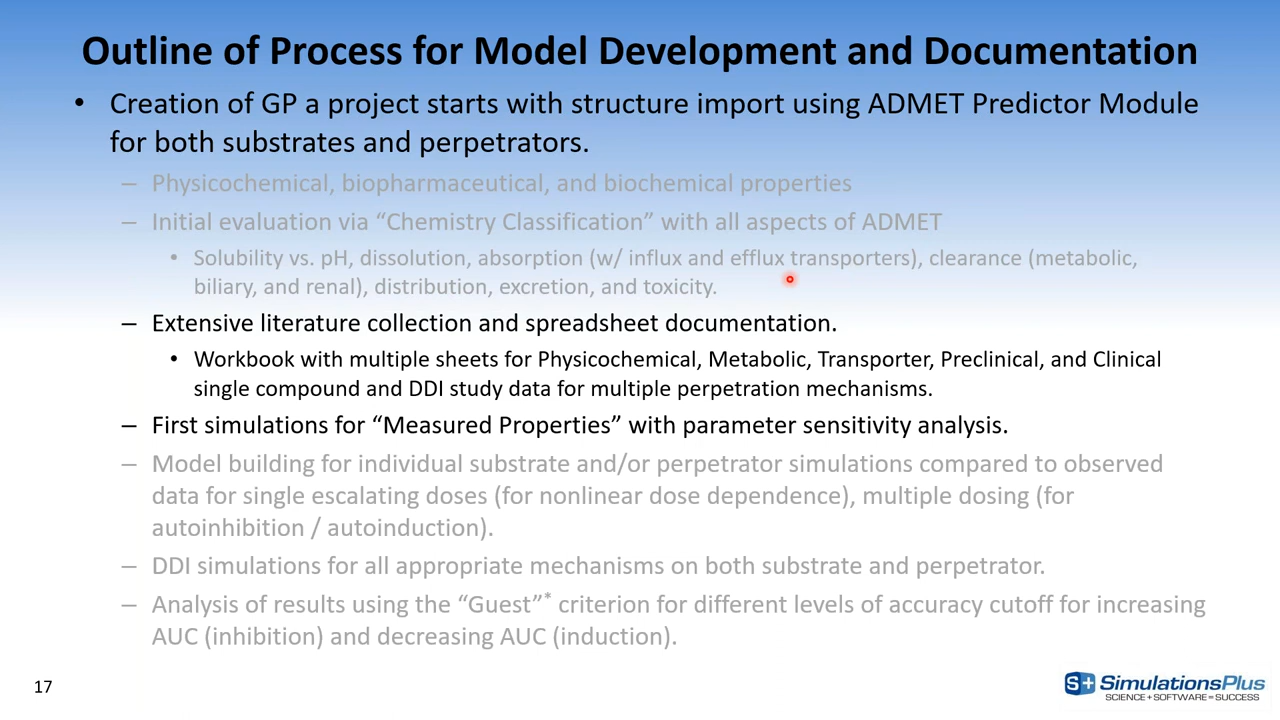 Outline of Process for Model Development and Documentation
• Creation of GP a project starts with structure import using ADMET Predictor Module
for both substrates and perpetrators.
– Physicochemical, biopharmaceutical, and biochemical properties
– Initial evaluation via “Chemistry Classification” with all aspects of ADMET
• Solubility vs. pH, dissolution, absorption (w/ influx and efflux transporters), clearance (metabolic,
biliary, and renal), distribution, excretion, and toxicity.
– Extensive literature collection and spreadsheet documentation.
• Workbook with multiple sheets for Physicochemical, Metabolic, Transporter, Preclinical, and Clinical
single compound and DDI study data for multiple perpetration mechanisms.
– First simulations for “Measured Properties” with parameter sensitivity analysis.
– Model building for individual substrate and/or perpetrator simulations compared to observed
data for single escalating doses (for nonlinear dose dependence), multiple dosing (for
autoinhibition / autoinduction).
– DDI simulations for all appropriate mechanisms on both substrate and perpetrator.
– Analysis of results using the “Guest”* criterion for different levels of accuracy cutoff for increasing
AUC (inhibition) and decreasing AUC (induction).
17
S+ SimulationsPlus
SCIENCE + SOFTWARE = SUCCESS